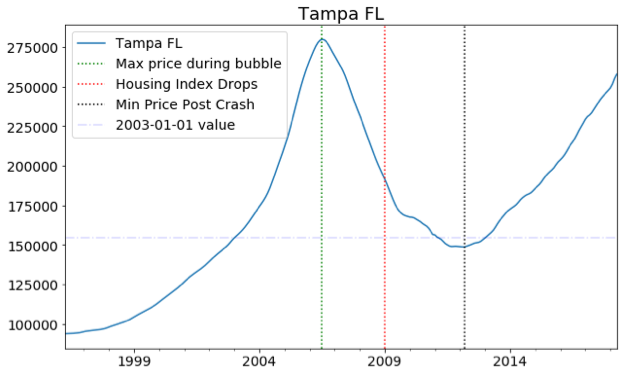 Tampa FL
Tampa FL
Max price during bubble
Housing Index Drops
Min Price Post Crash
2003-01-01 value
275000
250000
225000
200000
175000
150000
125000
100000
1999 2004 2009 2014